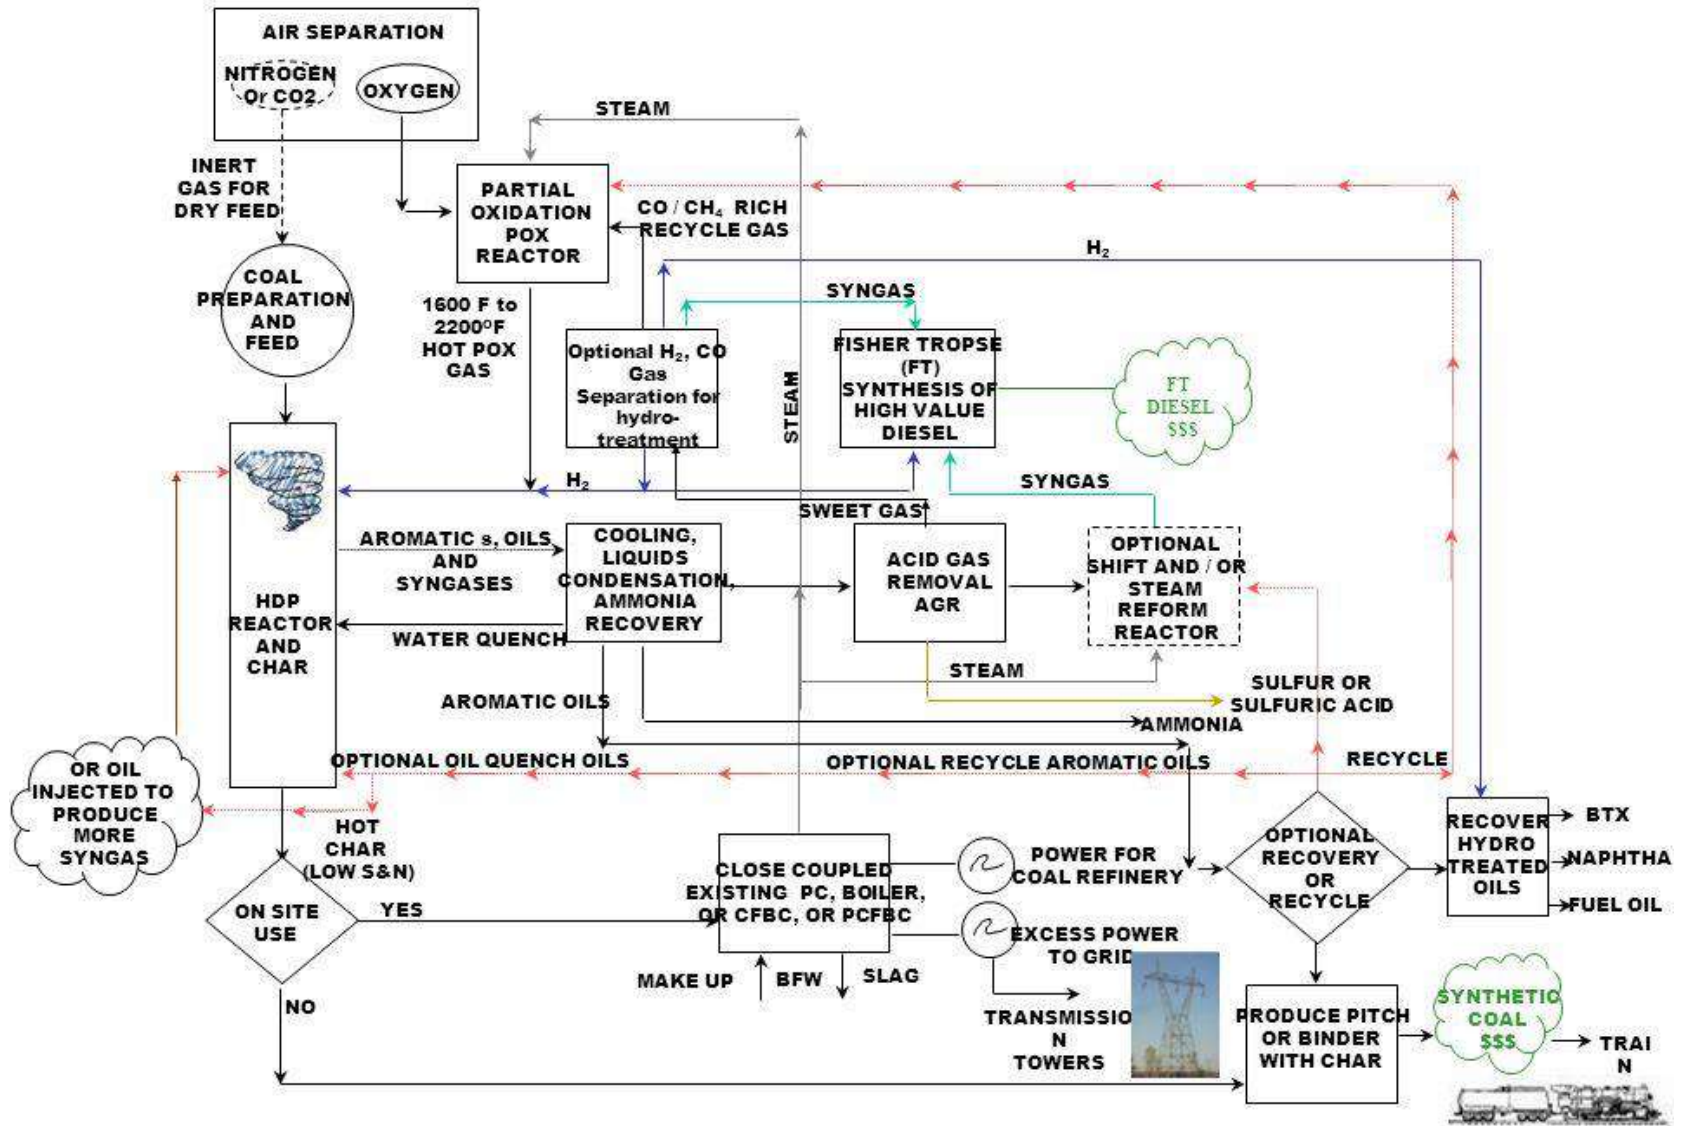 AIR SEPARATION
NITROGEN
Or CO2
OXYGEN
STEAM
INERT
GAS FOR
DRY FEED
PARTIAL
OXIDATION
POX
REACTOR
CO / CH₄ RICH
RECYCLE GAS
H₂
COAL
PREPARATION
AND
FEED
1600 F to
2200ºF
HOT POX
GAS
SYNGAS
Optional H₂, CO
Gas
Separation for
hydro-
treatment
STEAM
FISHER TROPSE
(FT)
SYNTHESIS OF
HIGH VALUE
DIESEL
FT
DIESEL
$$$
H₂
SYNGAS
SWEET GAS
AROMATIC s, OILS
AND
SYNGASES
COOLING,
LIQUIDS
CONDENSATION,
AMMONIA
RECOVERY
ACID GAS
REMOVAL
AGR
OPTIONAL
SHIFT AND / OR
STEAM
REFORM
REACTOR
HDP
REACTOR
AND
CHAR
WATER QUENCH
STEAM
AROMATIC OILS
SULFUR OR
SULFURIC ACID
AMMONIA
OPTIONAL OIL QUENCH OILS
OPTIONAL RECYCLE AROMATIC OILS
RECYCLE
OR OIL
INJECTED TO
PRODUCE
MORE
SYNGAS
HOT
CHAR
(LOW S&N)
ON SITE
USE
YES
NO
CLOSE COUPLED
EXISTING PC, BOILER,
OR CFBC, OR PCFBC
POWER FOR
COAL REFINERY
EXCESS POWER
TO GRID
MAKE UP
BFW
SLAG
TRANSMISSIO
N
TOWERS
OPTIONAL
RECOVERY
OR
RECYCLE
RECOVER
HYDRO
TREATED
OILS
BTX
NAPHTHA
FUEL OIL
PRODUCE PITCH
OR BINDER
WITH CHAR
SYNTHETIC
COAL
$$$
TRAI
N